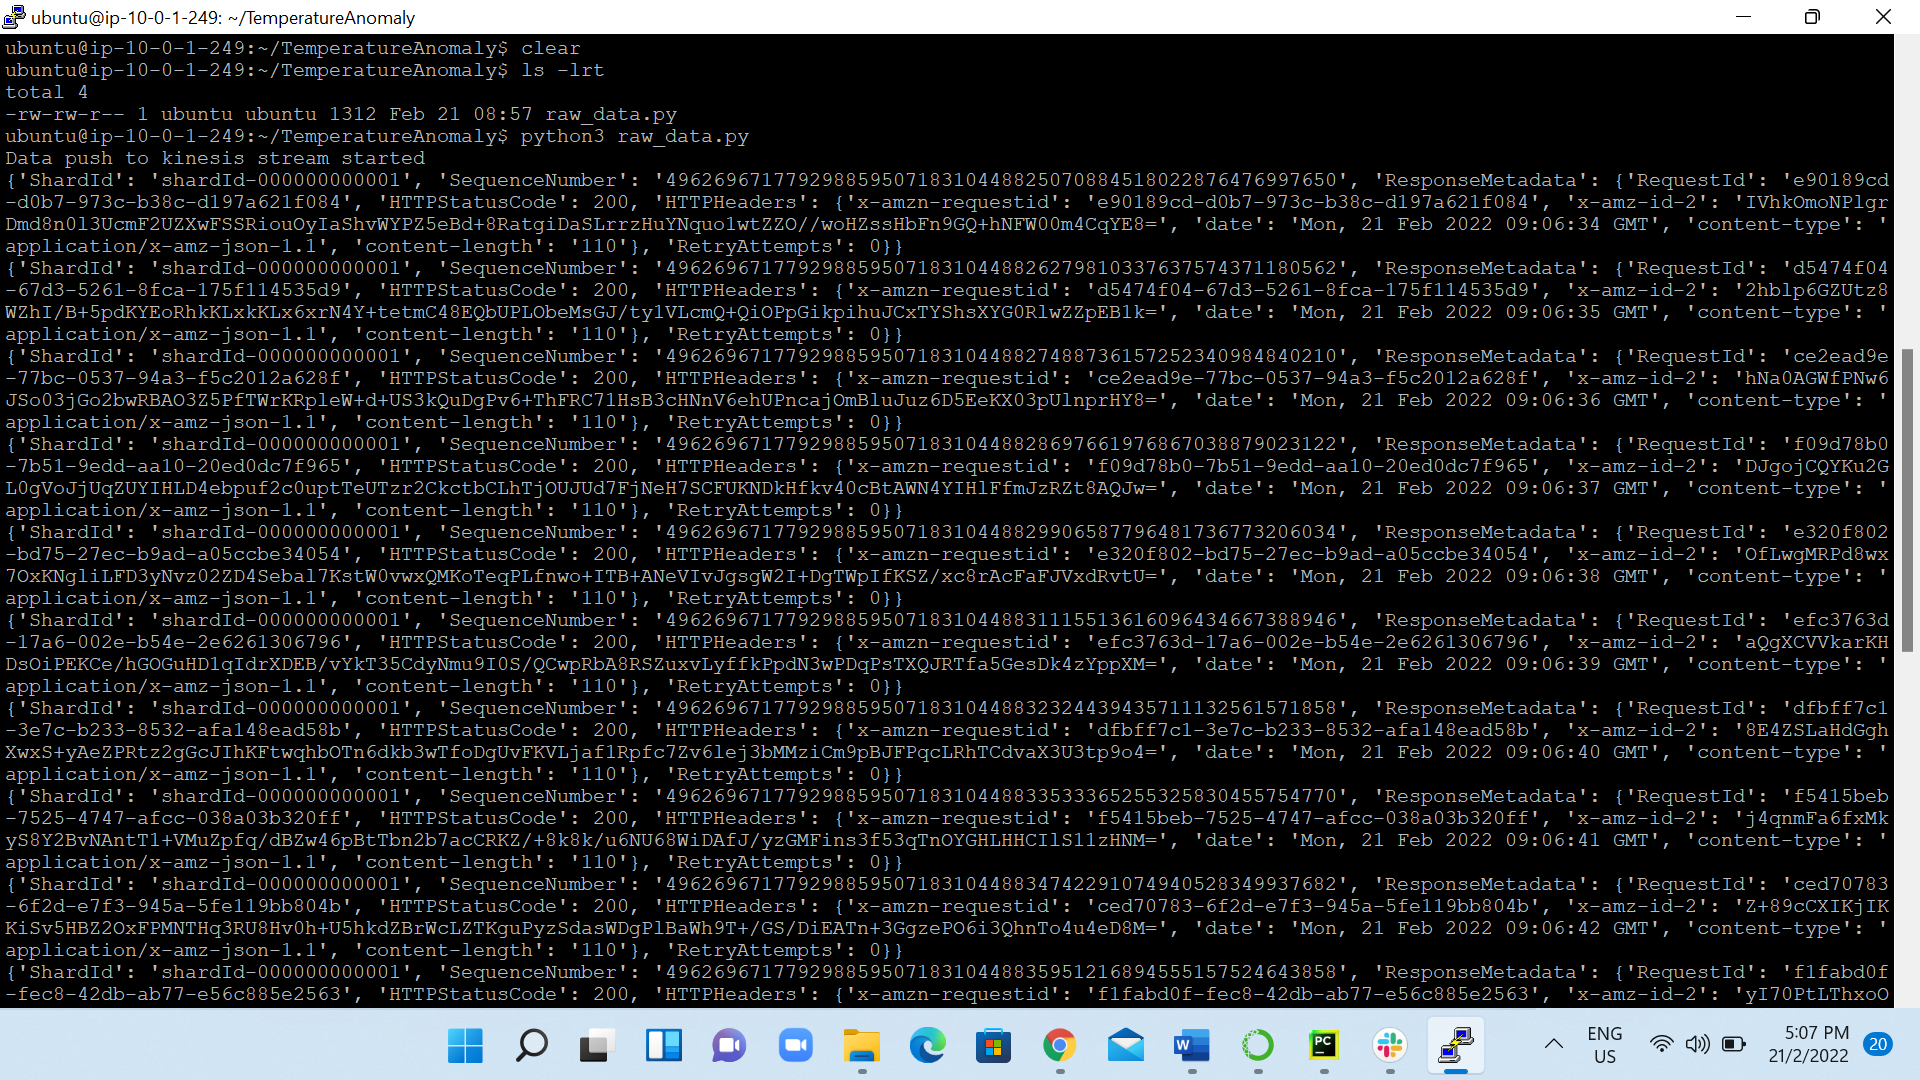 ubuntu@ip-10-0-1-249: ~/TemperatureAnomaly
ubuntu@ip-10-0-1-249:~/TemperatureAnomaly$ clear
ubuntu@ip-10-0-1-249:~/TemperatureAnomaly$ ls -lrt
total 4
-rw-rw-r-- 1 ubuntu ubuntu 1312 Feb 21 08:57 raw_data.py
ubuntu@ip-10-0-1-249:~/TemperatureAnomaly$ python3 raw_data.py
Data push to kinesis stream started
{'ShardId': 'shardId-000000000001', 'SequenceNumber': '49626967177929885950718310448825070884518022876476997650', 'ResponseMetadata': {'RequestId': 'e90189cd
-d0b7-973c-b38c-d197a621f084', 'HTTPStatusCode': 200, 'HTTPHeaders': {'x-amzn-requestid': 'e90189cd-d0b7-973c-b38c-d197a621f084', 'x-amz-id-2': 'IVhkOmoNPlgr
Dmd8n0l3UcmF2UZXwFSSRiouOyIaShvWYPZ5eBd+8RatgiDaSLrrzHuYNquo1wtZZO//woHZssHbFn9GQ+hNFW00m4CqYE8=', 'date': 'Mon, 21 Feb 2022 09:06:34 GMT', 'content-type': '
application/x-amz-json-1.1', 'content-length': '110'}, 'RetryAttempts': 0}}
{'ShardId': 'shardId-000000000001', 'SequenceNumber': '49626967177929885950718310448826279810337637574371180562', 'ResponseMetadata': {'RequestId': 'd5474f04
-67d3-5261-8fca-175f114535d9', 'HTTPStatusCode': 200, 'HTTPHeaders': {'x-amzn-requestid': 'd5474f04-67d3-5261-8fca-175f114535d9', 'x-amz-id-2': '2hblp6GZUtz8
WZhI/B+5pdKYEoRhkKLxkKLx6xrN4Y+tetmC48EQbUPLObeMsGJ/ty1VLcmQ+QiOPpGikpihuJCxTYShsXYG0RlwZZpEB1k=', 'date': 'Mon, 21 Feb 2022 09:06:35 GMT', 'content-type': '
application/x-amz-json-1.1', 'content-length': '110'}, 'RetryAttempts': 0}}
{'ShardId': 'shardId-000000000001', 'SequenceNumber': '49626967177929885950718310448827488736157252340984840210', 'ResponseMetadata': {'RequestId': 'ce2ead9e
-77bc-0537-94a3-f5c2012a628f', 'HTTPStatusCode': 200, 'HTTPHeaders': {'x-amzn-requestid': 'ce2ead9e-77bc-0537-94a3-f5c2012a628f', 'x-amz-id-2': 'hNa0AGWfPNw6
JSo03jGo2bwRBAO3Z5PfTWrKRpleW+d+US3kQuDgPv6+ThFRC71HsB3cHNnV6ehUPncajOmBluJuz6D5EeKX03pUlnprHY8=', 'date': 'Mon, 21 Feb 2022 09:06:36 GMT', 'content-type': '
application/x-amz-json-1.1', 'content-length': '110'}, 'RetryAttempts': 0}}
{'ShardId': 'shardId-000000000001', 'SequenceNumber': '49626967177929885950718310448828697661976867038879023122', 'ResponseMetadata': {'RequestId': 'f09d78b0
-7b51-9edd-aa10-20ed0dc7f965', 'HTTPStatusCode': 200, 'HTTPHeaders': {'x-amzn-requestid': 'f09d78b0-7b51-9edd-aa10-20ed0dc7f965', 'x-amz-id-2': 'DJgojCQYKu2G
L0gVoJjUqZUYIHLD4ebpuf2c0uptTeUTzr2CkctbCLhTjOUJUd7FjNeH7SCFUKNDkHfkv40cBtAWN4YIHlFfmJzRZt8AQJw=', 'date': 'Mon, 21 Feb 2022 09:06:37 GMT', 'content-type': '
application/x-amz-json-1.1', 'content-length': '110'}, 'RetryAttempts': 0}}
{'ShardId': 'shardId-000000000001', 'SequenceNumber': '49626967177929885950718310448829906587796481736773206034', 'ResponseMetadata': {'RequestId': 'e320f802
-bd75-27ec-b9ad-a05ccbe34054', 'HTTPStatusCode': 200, 'HTTPHeaders': {'x-amzn-requestid': 'e320f802-bd75-27ec-b9ad-a05ccbe34054', 'x-amz-id-2': 'OfLwgMRPd8wx
7OxKNgliLFD3yNvz02ZD4Sebal7KstW0vwxQMKoTeqPLfnwo+ITB+ANeVIvJgsgW2I+DgTWpIfKSZ/xc8rAcFaFJVxdRvtU=', 'date': 'Mon, 21 Feb 2022 09:06:38 GMT', 'content-type': '
application/x-amz-json-1.1', 'content-length': '110'}, 'RetryAttempts': 0}}
{'ShardId': 'shardId-000000000001', 'SequenceNumber': '49626967177929885950718310448831115513616096434667388946', 'ResponseMetadata': {'RequestId': 'efc3763d
-17a6-002e-b54e-2e6261306796', 'HTTPStatusCode': 200, 'HTTPHeaders': {'x-amzn-requestid': 'efc3763d-17a6-002e-b54e-2e6261306796', 'x-amz-id-2': 'aQgXCVVkarKH
DsOiPEKCe/hGOGuHD1qIdrXDEB/vYkT35CdyNmu9I0S/QCwpRbA8RSZuxvLyffkPpdN3wPDqPsTXQJRTfa5GesDk4zYppXM=', 'date': 'Mon, 21 Feb 2022 09:06:39 GMT', 'content-type': '
application/x-amz-json-1.1', 'content-length': '110'}, 'RetryAttempts': 0}}
{'ShardId': 'shardId-000000000001', 'SequenceNumber': '49626967177929885950718310448832324439435711132561571858', 'ResponseMetadata': {'RequestId': 'dfbff7c1
-3e7c-b233-8532-afa148ead58b', 'HTTPStatusCode': 200, 'HTTPHeaders': {'x-amzn-requestid': 'dfbff7c1-3e7c-b233-8532-afa148ead58b', 'x-amz-id-2': '8E4ZSLaHdGgh
XwxS+yAeZPRtz2gGcJIhKFtwqhbOTn6dkb3wTfoDgUvFKVLjaf1Rpfc7Zv6lej3bMMziCm9pBJFPqcLRhTCdvaX3U3tp9o4=', 'date': 'Mon, 21 Feb 2022 09:06:40 GMT', 'content-type': '
application/x-amz-json-1.1', 'content-length': '110'}, 'RetryAttempts': 0}}
{'ShardId': 'shardId-000000000001', 'SequenceNumber': '49626967177929885950718310448833533365255325830455754770', 'ResponseMetadata': {'RequestId': 'f5415beb
-7525-4747-afcc-038a03b320ff', 'HTTPStatusCode': 200, 'HTTPHeaders': {'x-amzn-requestid': 'f5415beb-7525-4747-afcc-038a03b320ff', 'x-amz-id-2': 'j4qnmFa6fxMk
yS8Y2BvNAntT1+VMuZpfq/dBZw46pBtTbn2b7acCRKZ/+8k8k/u6NU68WiDAfJ/yzGMFins3f53qTnOYGHLHHCIlS11zHNM=', 'date': 'Mon, 21 Feb 2022 09:06:41 GMT', 'content-type': '
application/x-amz-json-1.1', 'content-length': '110'}, 'RetryAttempts': 0}}
{'ShardId': 'shardId-000000000001', 'SequenceNumber': '49626967177929885950718310448834742291074940528349937682', 'ResponseMetadata': {'RequestId': 'ced70783
-6f2d-e7f3-945a-5fe119bb804b', 'HTTPStatusCode': 200, 'HTTPHeaders': {'x-amzn-requestid': 'ced70783-6f2d-e7f3-945a-5fe119bb804b', 'x-amz-id-2': 'Z+89cCXIKjIK
KiSv5HBZ2OxFPMNTHq3RU8Hv0h+U5hkdZBrWcLZTKguPyzSdasWDgPlBaWh9T+/GS/DiEATn+3GgzePO6i3QhnTo4u4eD8M=', 'date': 'Mon, 21 Feb 2022 09:06:42 GMT', 'content-type': '
application/x-amz-json-1.1', 'content-length': '110'}, 'RetryAttempts': 0}}
{'ShardId': 'shardId-000000000001', 'SequenceNumber': '49626967177929885950718310448835951216894555157524643858', 'ResponseMetadata': {'RequestId': 'f1fabd0f
-fec8-42db-ab77-e56c885e2563', 'HTTPStatusCode': 200, 'HTTPHeaders': {'x-amzn-requestid': 'f1fabd0f-fec8-42db-ab77-e56c885e2563', 'x-amz-id-2': 'yI70PtLThxoO
W
PC
ENG
US
5:07 PM
21/2/2022
20